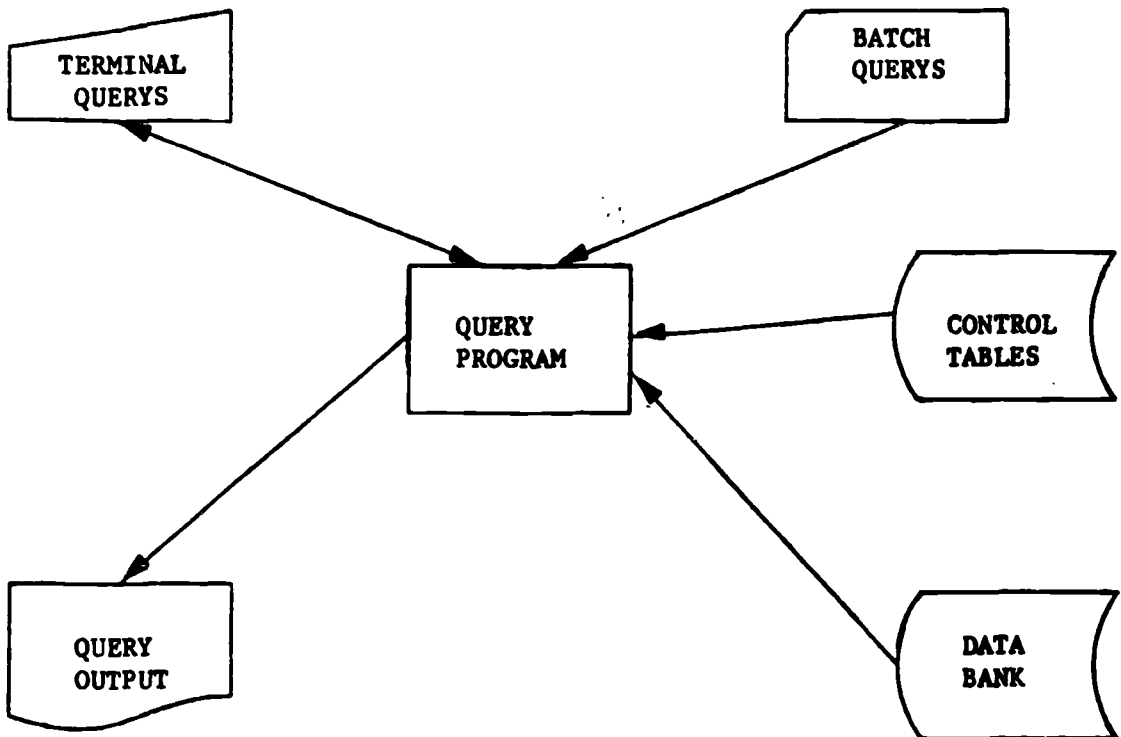 TERMINAL
QUERYS
BATCH
QUERYS
QUERY
PROGRAM
CONTROL
TABLES
QUERY
OUTPUT
DATA
BANK